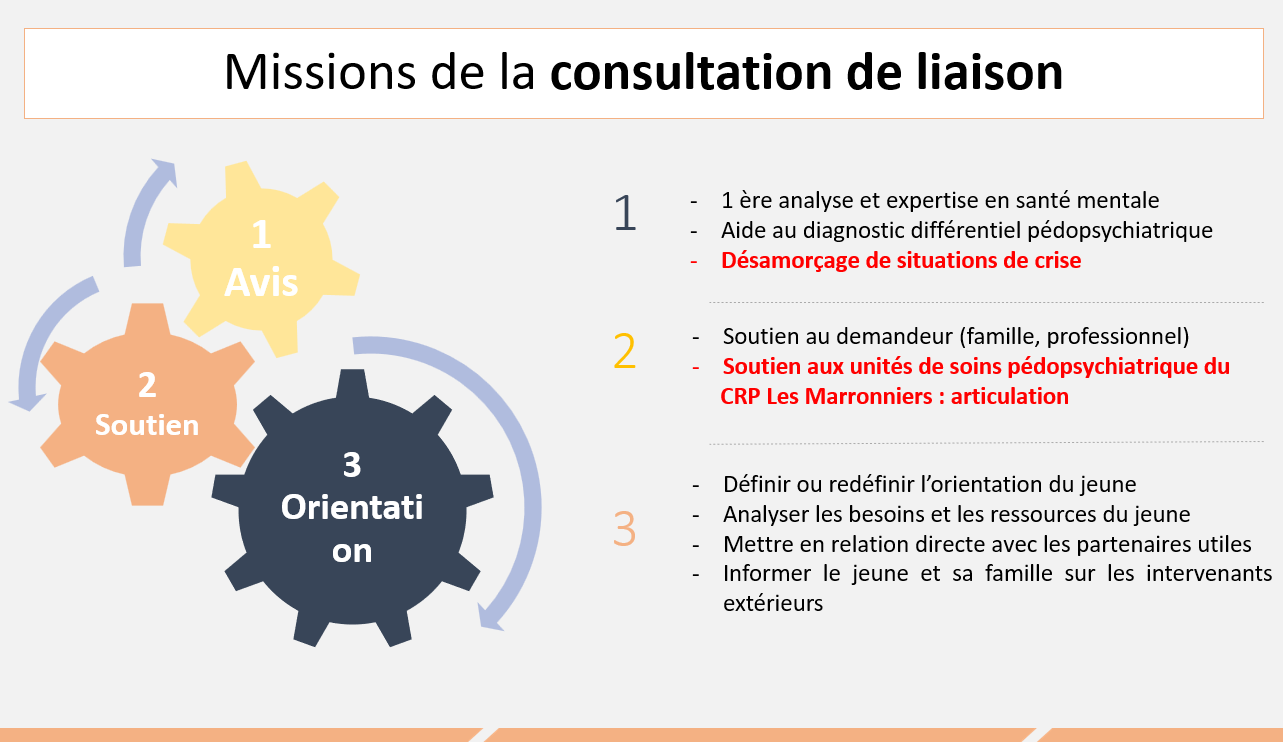 Missions de la consultation de liaison
1
Avis
2
Soutien
3
Orientati
on
1
- 1 ère analyse et expertise en santé mentale
- Aide au diagnostic différentiel pédopsychiatrique
- Désamorçage de situations de crise
2
- Soutien au demandeur (famille, professionnel)
- Soutien aux unités de soins pédopsychiatrique du
CRP Les Marronniers : articulation
3
- Définir ou redéfinir l’orientation du jeune
- Analyser les besoins et les ressources du jeune
- Mettre en relation directe avec les partenaires utiles
- Informer le jeune et sa famille sur les intervenants
extérieurs